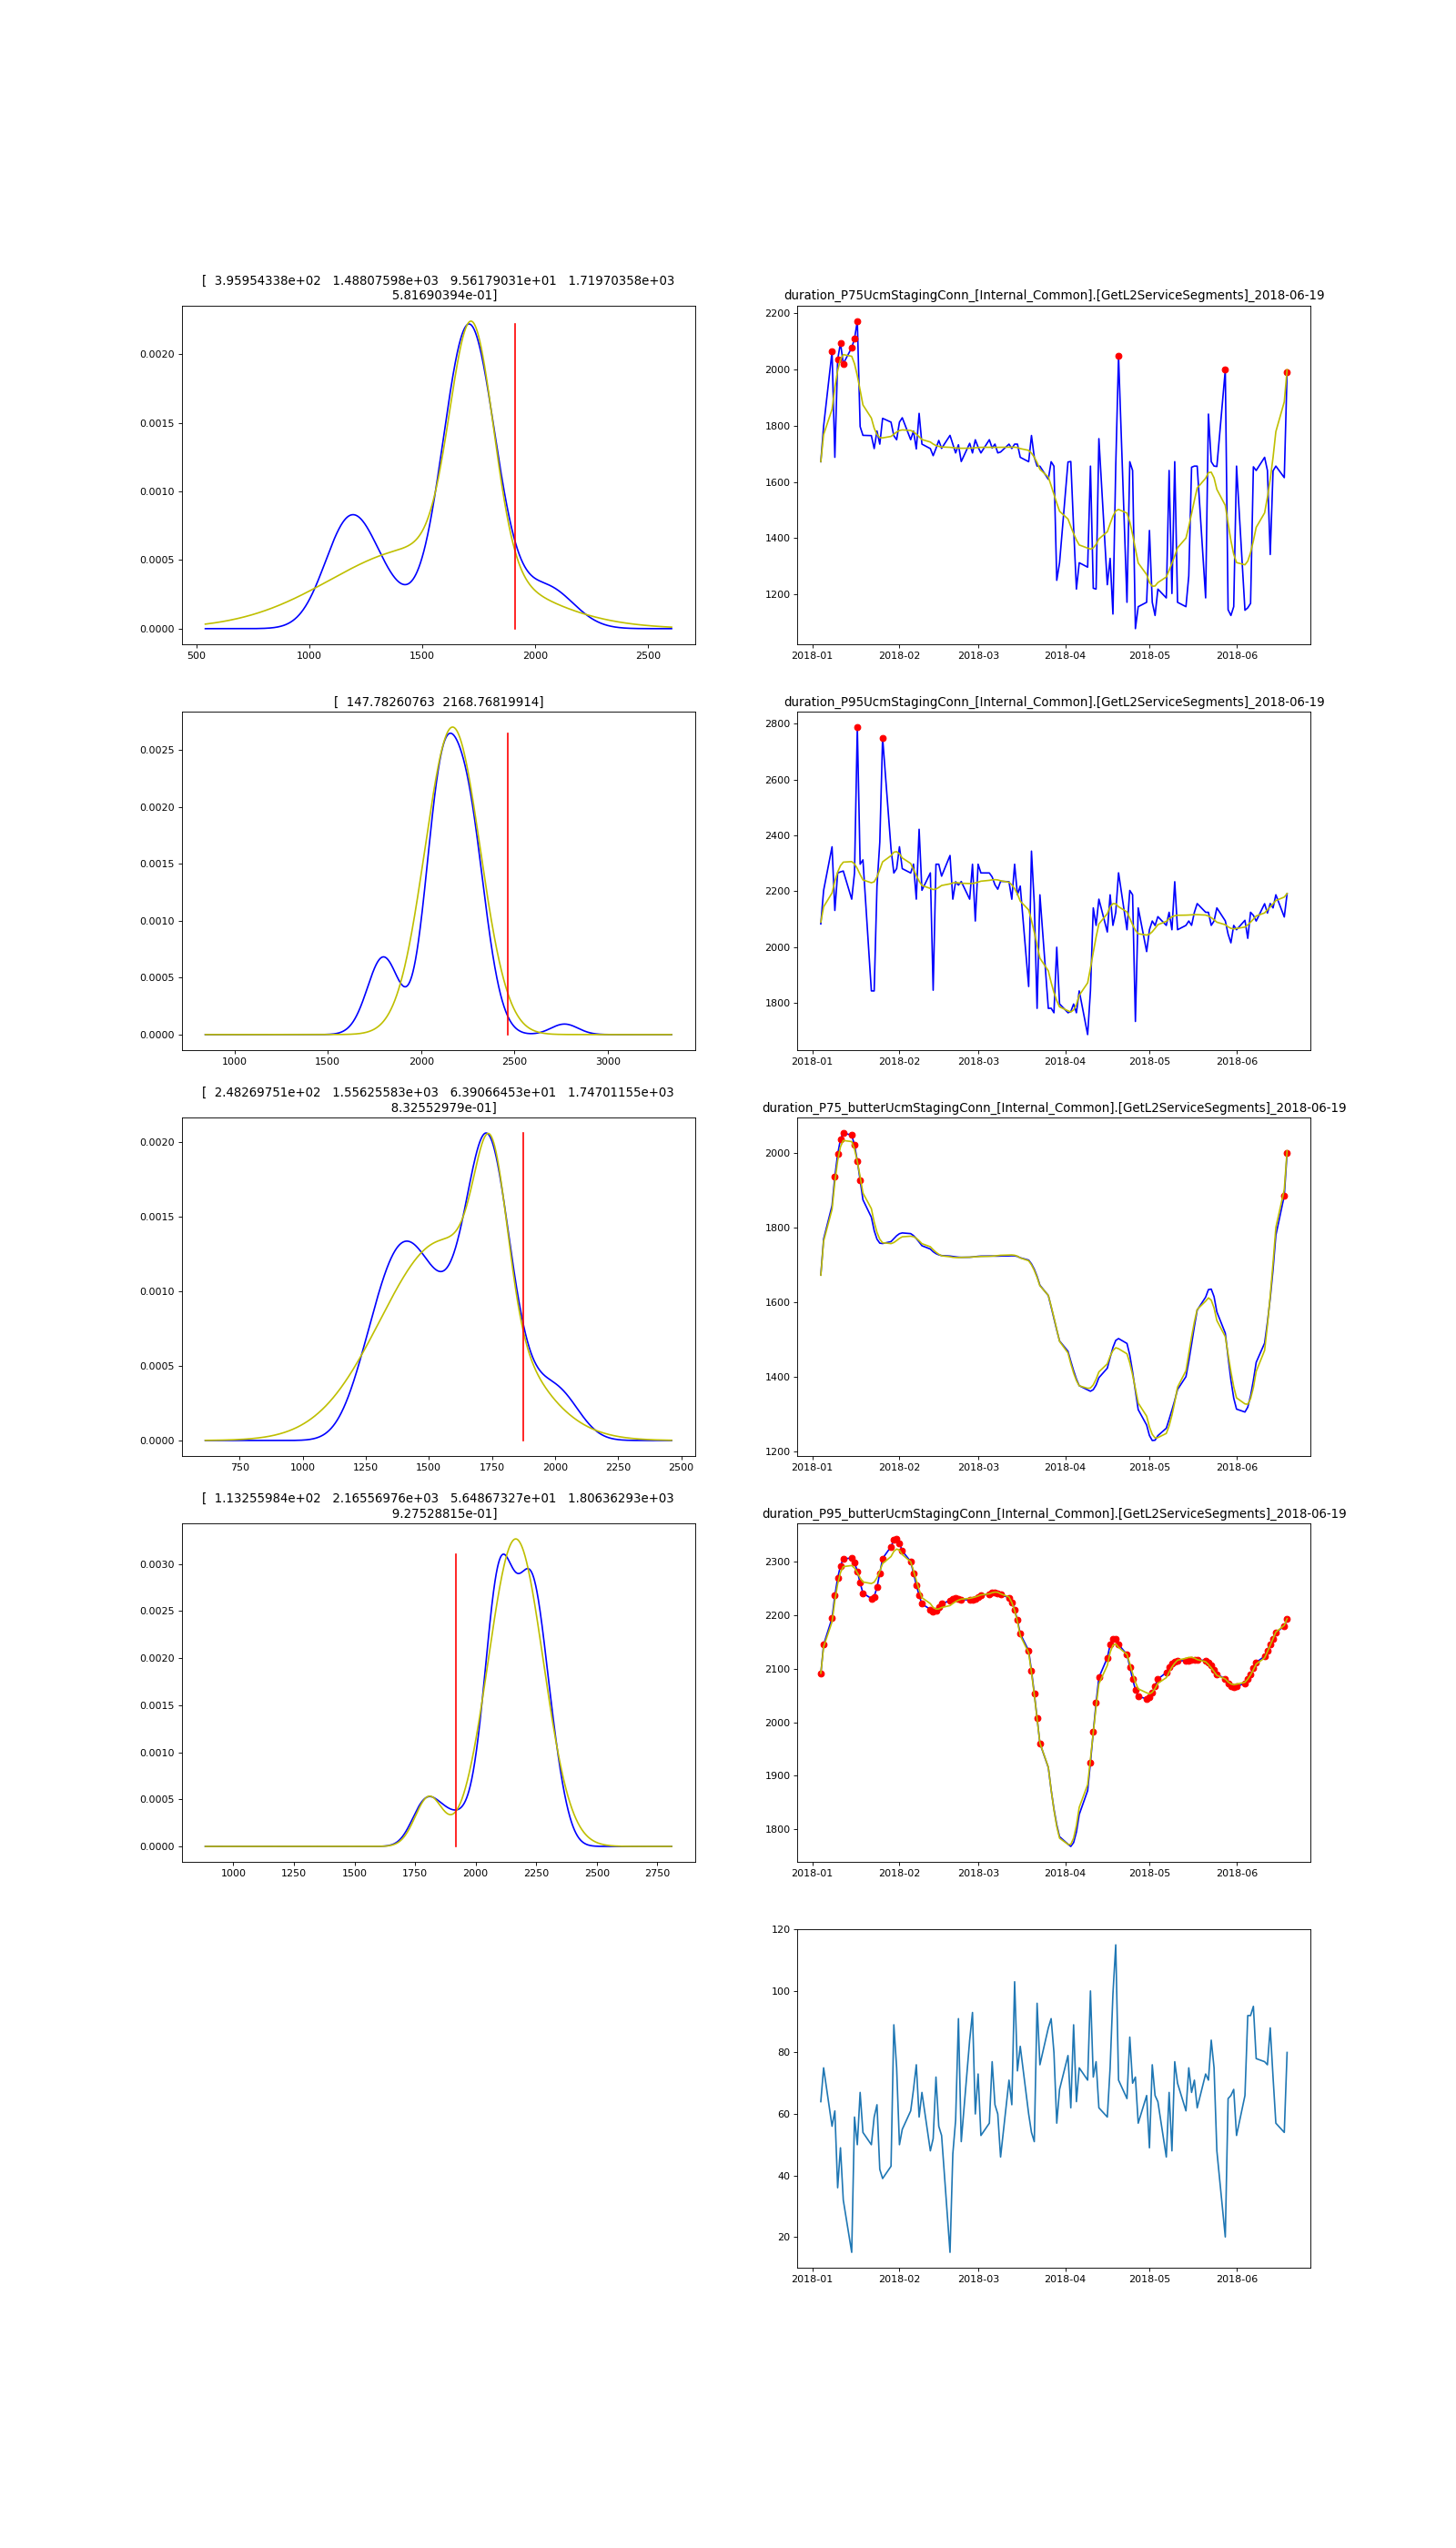 [ 3.95954338e+02 1.48807598e+03 9.56179031e+01 1.71970358e+03
5.81690394e-01]
0.0020
0.0015
0.0010
0.0005
0.0000
500 1000 1500 2000 2500
duration_P75UcmStagingConn_[Internal_Common].[GetL2ServiceSegments]_2018-06-19
2200
2000
1800
1600
1400
1200
2018-01 2018-02 2018-03 2018-04 2018-05 2018-06
[ 147.78260763 2168.76819914]
0.0025
0.0020
0.0015
0.0010
0.0005
0.0000
1000 1500 2000 2500 3000
duration_P95UcmStagingConn_[Internal_Common].[GetL2ServiceSegments]_2018-06-19
2800
2600
2400
2200
2000
1800
2018-01 2018-02 2018-03 2018-04 2018-05 2018-06
[ 2.48269751e+02 1.55625583e+03 6.39066453e+01 1.74701155e+03
8.32552979e-01]
0.0020
0.0015
0.0010
0.0005
0.0000
750 1000 1250 1500 1750 2000 2250 2500
duration_P75_butterUcmStagingConn_[Internal_Common].[GetL2ServiceSegments]_2018-06-19
2000
1800
1600
1400
1200
2018-01 2018-02 2018-03 2018-04 2018-05 2018-06
[ 1.13255984e+02 2.16556976e+03 5.64867327e+01 1.80636293e+03
9.27528815e-01]
0.0030
0.0025
0.0020
0.0015
0.0010
0.0005
0.0000
1000 1250 1500 1750 2000 2250 2500 2750
duration_P95_butterUcmStagingConn_[Internal_Common].[GetL2ServiceSegments]_2018-06-19
2300
2200
2100
2000
1900
1800
2018-01 2018-02 2018-03 2018-04 2018-05 2018-06
120
100
80
60
40
20
2018-01 2018-02 2018-03 2018-04 2018-05 2018-06